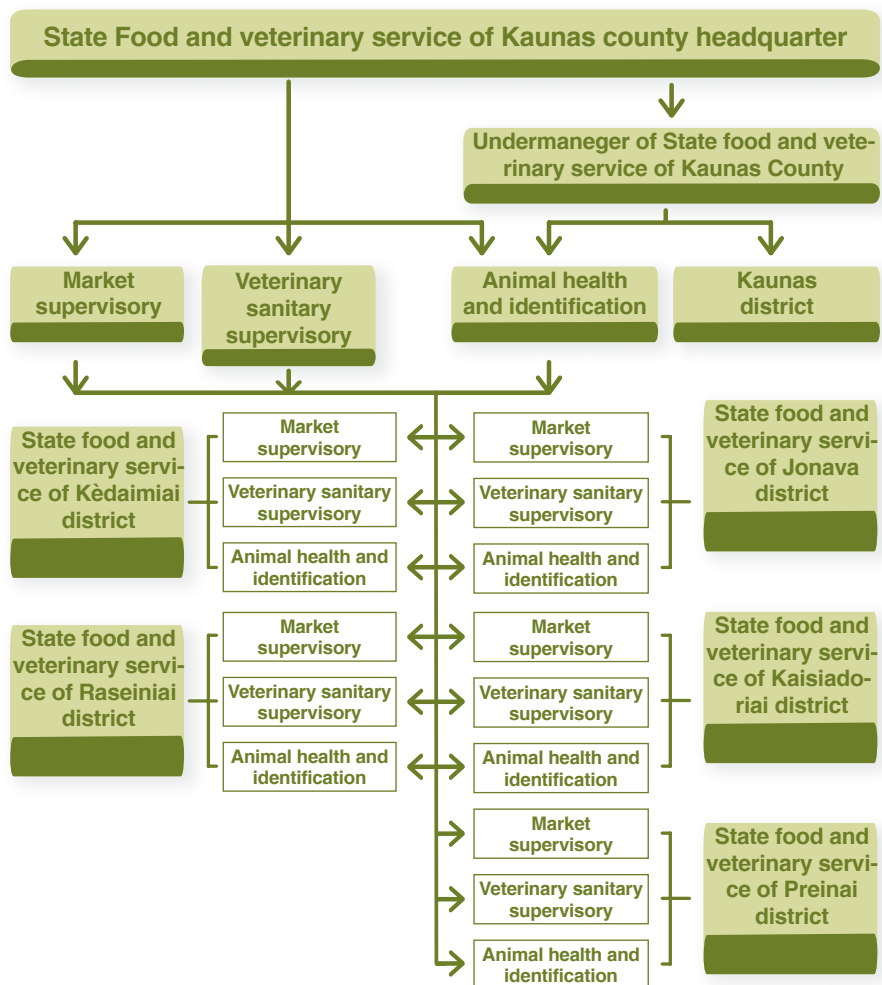 State Food and veterinary service of Kaunas county headquarter
Undermaneger of State food and vete-
rinary service of Kaunas County
Market
supervisory
Veterinary
sanitary
supervisory
Animal health
and identification
Kaunas
district
State food and
veterinary servi-
ce of Kèdaimiai
district
Market
supervisory
Veterinary sanitary
supervisory
Animal health and
identification
Market
supervisory
Veterinary sanitary
supervisory
Animal health and
identification
State food and
veterinary servi-
ce of Jonava
district
State food and
veterinary servi-
ce of Raseiniai
district
Market
supervisory
Veterinary sanitary
supervisory
Animal health and
identification
Market
supervisory
Veterinary sanitary
supervisory
Animal health and
identification
State food and
veterinary servi-
ce of Kaisiado-
riai district
Market
supervisory
Veterinary sanitary
supervisory
Animal health and
identification
State food and
veterinary servi-
ce of Preinai
district